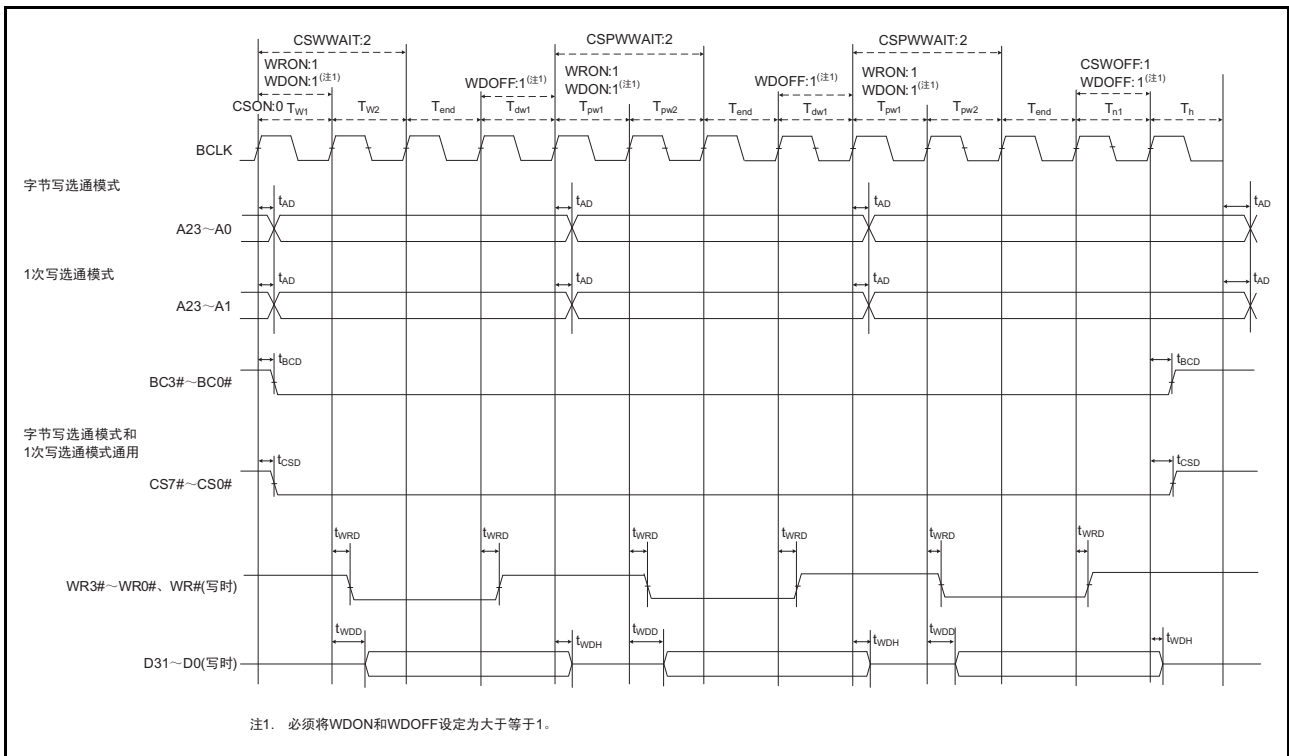 CSWWAIT:2 CSPWWAIT:2 CSPWWAIT:2
WRON:1 WRON:1 WRON:1 CSWOFF:1
WDON:1(注1) WDOFF:1(注1) WDON:1(注1) WDOFF:1(注1) WDON:1(注1) WDOFF:1(注1)
CSON:0 TW1 TW2 Tend Tdw1 Tpw1 Tpw2 Tend Tdw1 Tpw1 Tpw2 Tend Tn1 Th
BCLK
字节写选通模式
tAD tAD tAD tAD
A23～A0
1次写选通模式
tAD tAD tAD tAD
A23～A1
tBCD tBCD
BC3#～BC0#
字节写选通模式和
1次写选通模式通用
tCSD tCSD
CS7#～CS0#
tWRD tWRD tWRD tWRD tWRD tWRD
WR3#～WR0#、WR#(写时)
tWDD tWDH tWDD tWDH tWDD tWDH
D31～D0(写时)
注1. 必须将WDON和WDOFF设定为大于等于1。